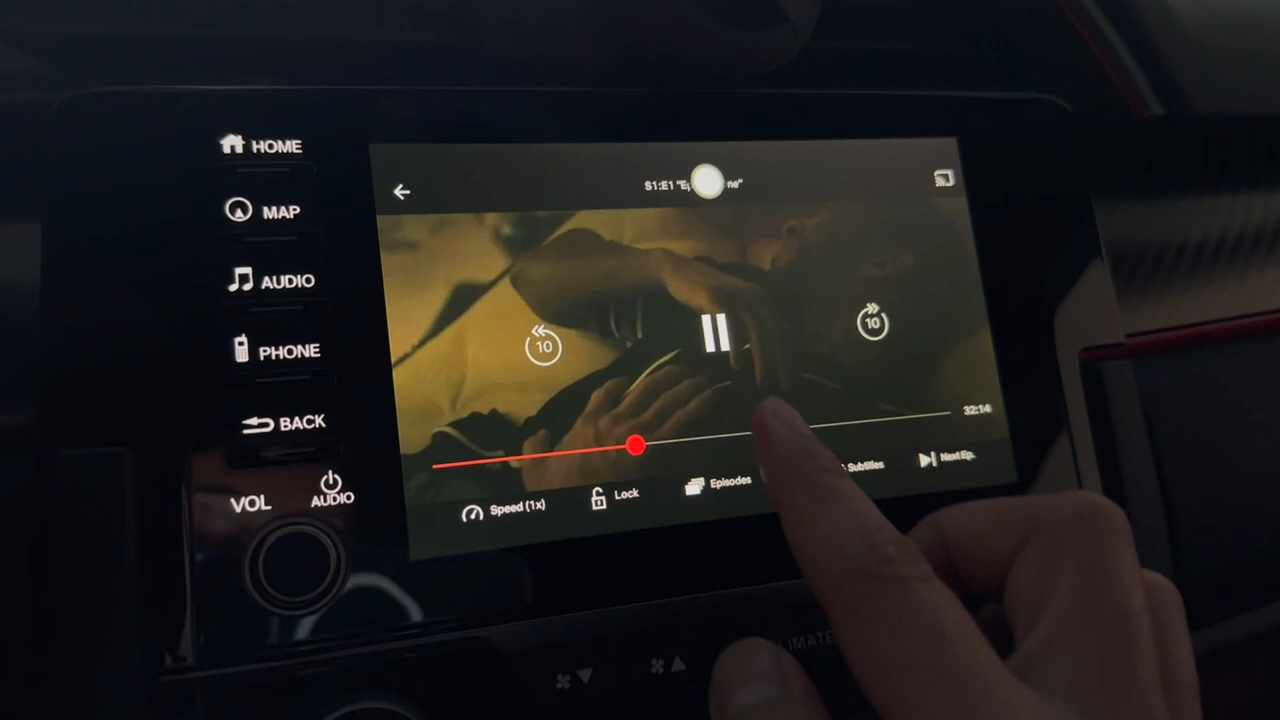 HOME
MAP
AUDIO
PHONE
BACK
VOL
AUDIO
S1:E1 "Ep ne"
10
10
32:14
Speed (1x)
Lock
Episodes
Subtitles
Next Ep.